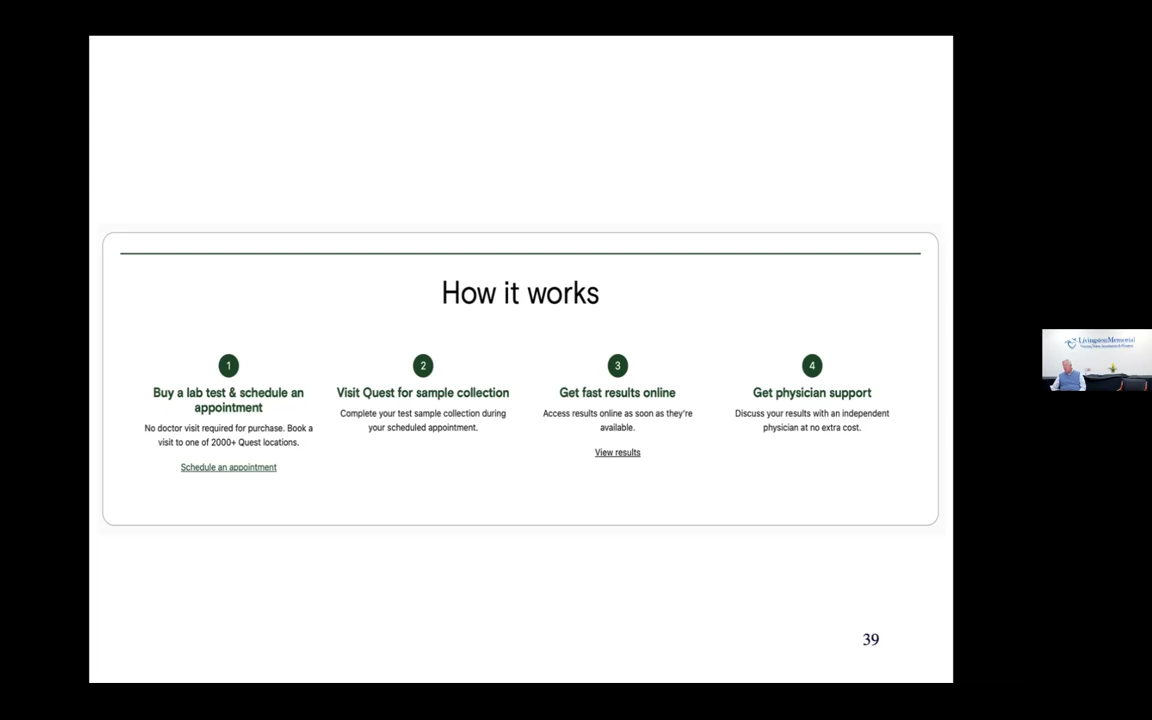 How it works
1
Buy a lab test & schedule an
appointment
No doctor visit required for purchase. Book a
visit to one of 2000+ Quest locations.
Schedule an appointment
2
Visit Quest for sample collection
Complete your test sample collection during
your scheduled appointment.
3
Get fast results online
Access results online as soon as they're
available.
View results
4
Get physician support
Discuss your results with an independent
physician at no extra cost.
39
LivingstonMemorial